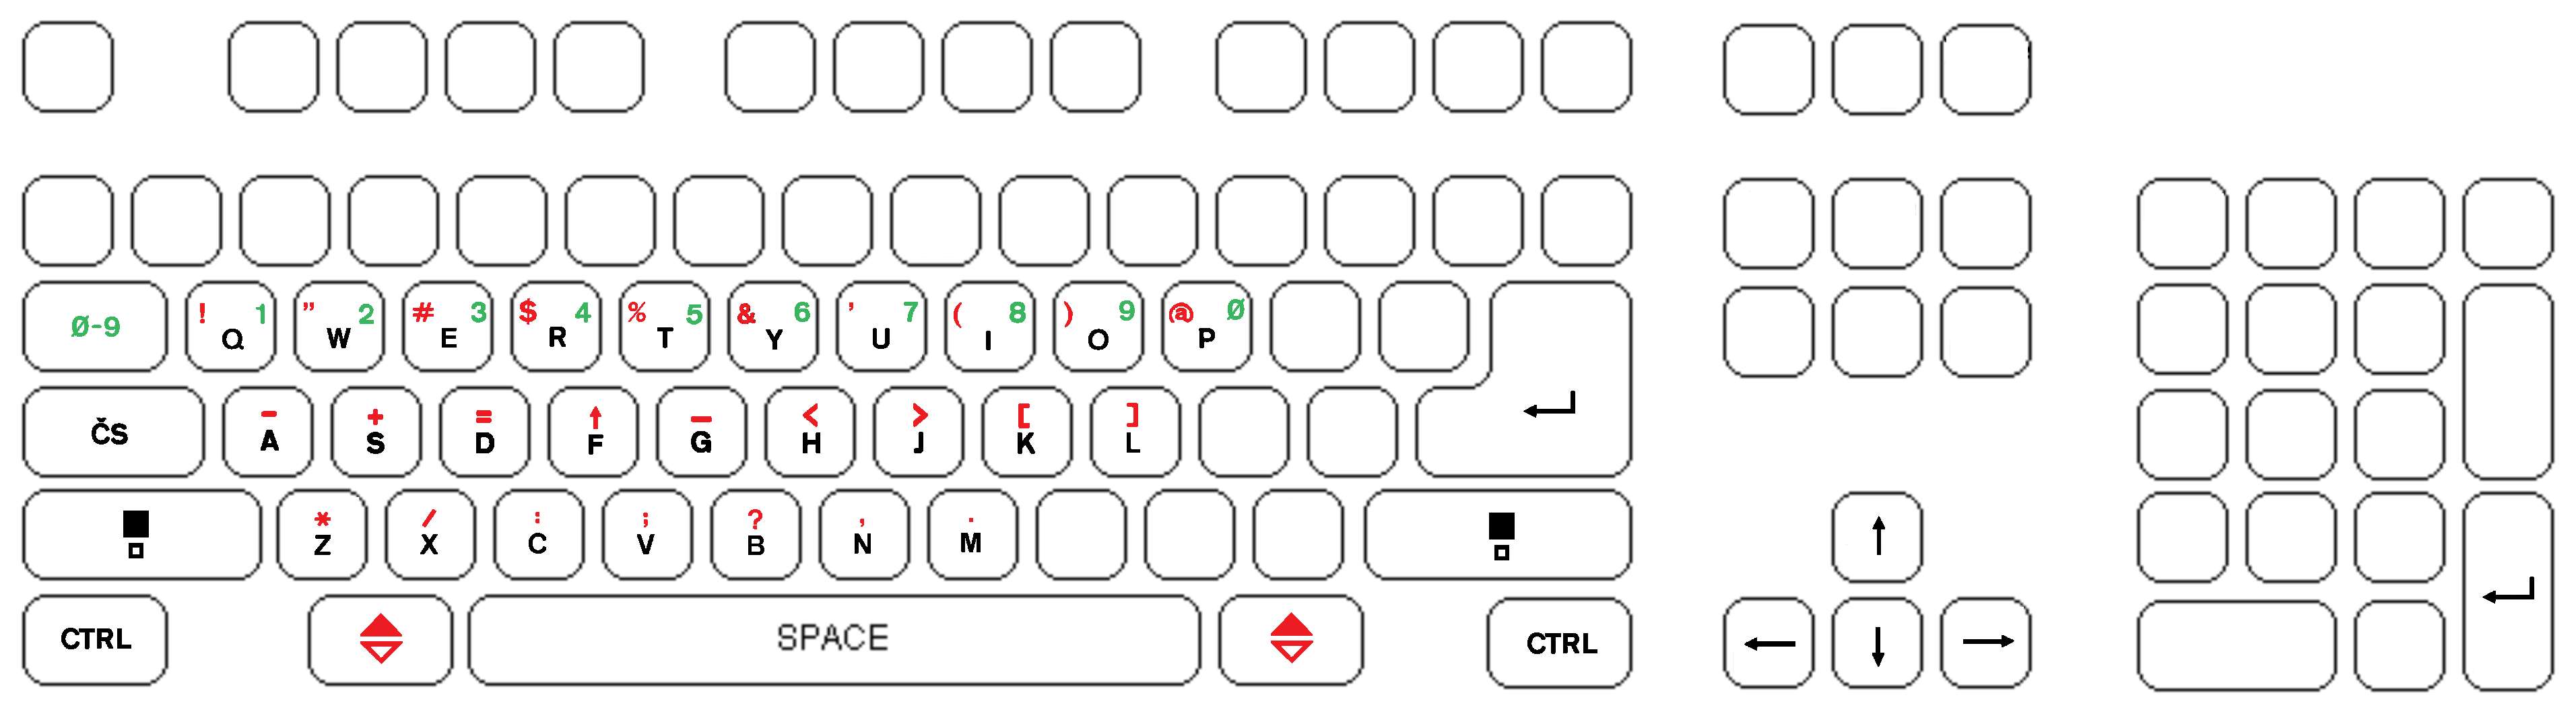 ! 1 " 2 # 3 $ 4 % 5 & 6 ' 7 ( 8 ) 9 @ Ø
Ø-9 Q W E R T Y U I O P
- + = ↑ _ < > [ ]
ČS A S D F G H J K L
* / : ; ? , .
Z X C V B N M
CTRL SPACE CTRL